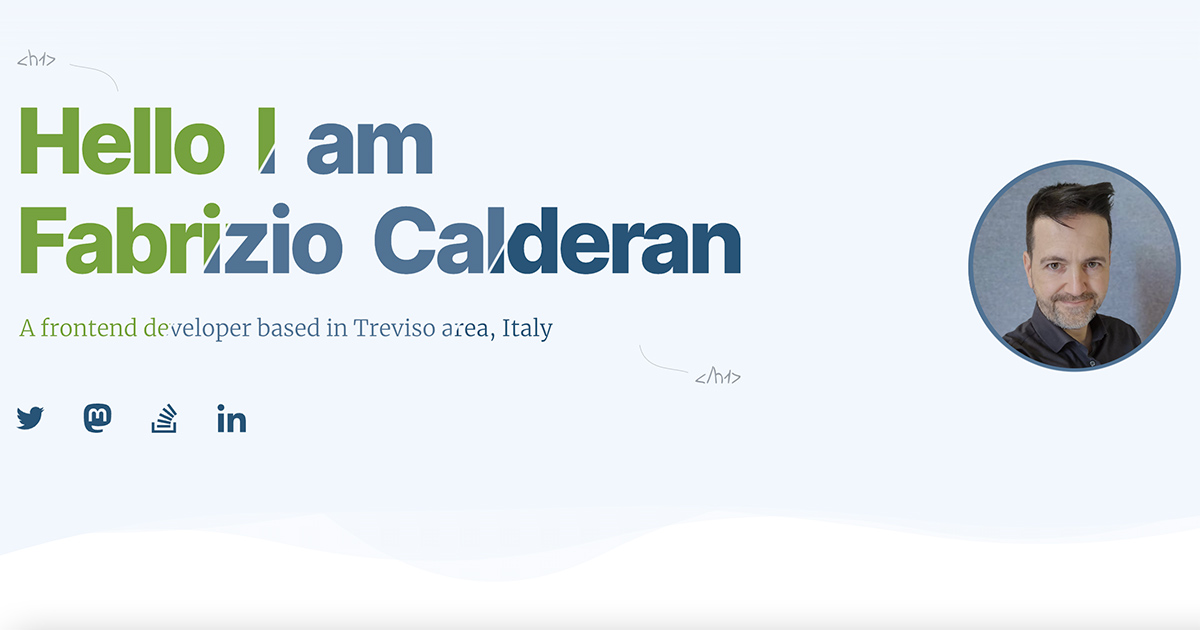 <h1>
Hello I am
Fabrizio Calderan
A frontend developer based in Treviso area, Italy
</h1>
in